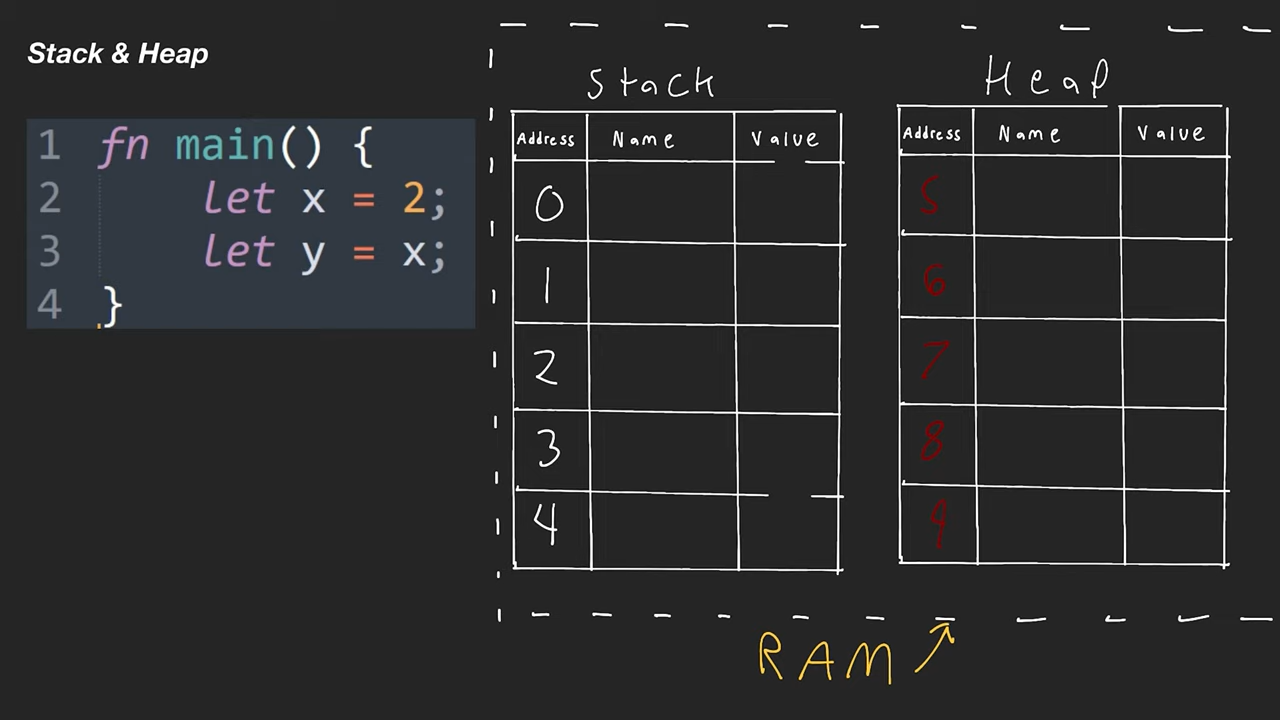 Stack & Heap
1 fn main() {
2 let x = 2;
3 let y = x;
4 }
Stack
Address Name Value
0
1
2
3
4
Heap
Address Name Value
5
6
7
8
9
RAM